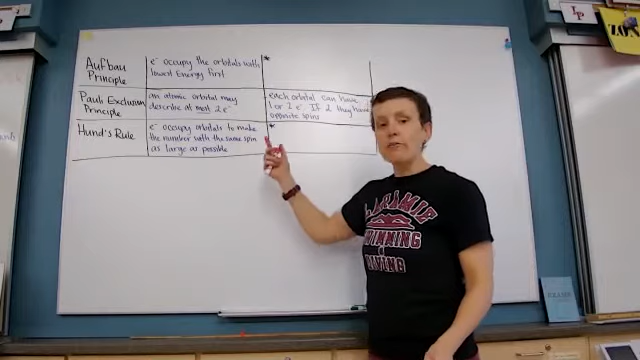 Aufbau
Principle
e⁻ occupy the orbitals with
lowest Energy first
*
Pauli Exclusion
Principle
an atomic orbital may
describe at most 2 e⁻
each orbital can have
1 or 2 e⁻. If 2 they have
opposite spins
Hund's Rule
e⁻ occupy orbitals to make
the number with the same spin
as large as possible
*
LARAMIE
SWIMMING
DIVING